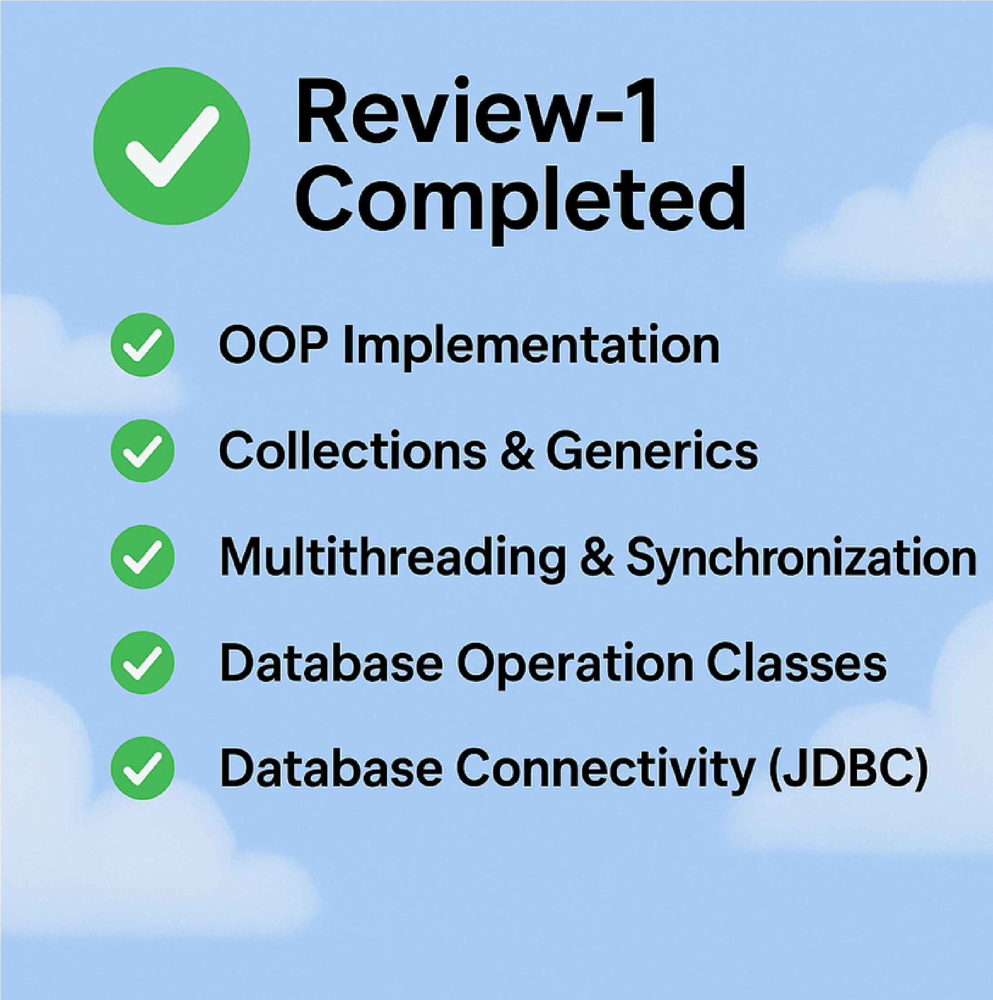 Review-1
Completed
OOP Implementation
Collections & Generics
Multithreading & Synchronization
Database Operation Classes
Database Connectivity (JDBC)